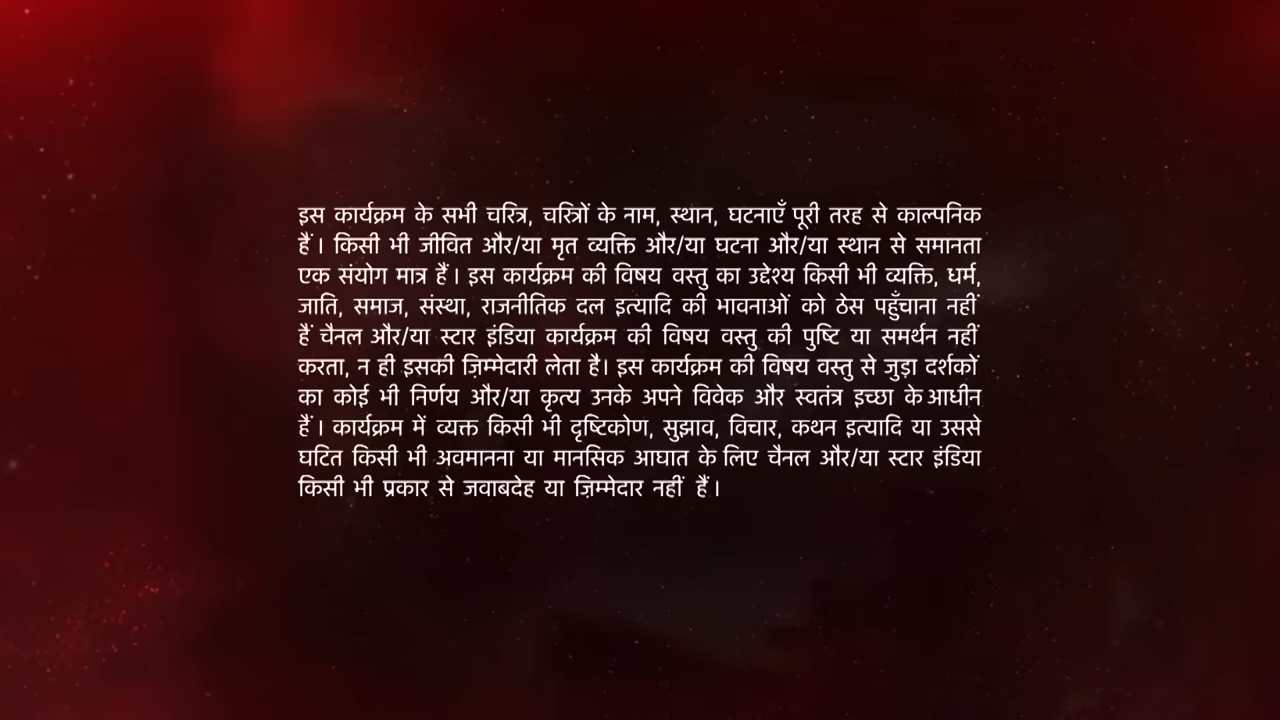 इस कार्यक्रम के सभी चरित्र, चरित्रों के नाम, स्थान, घटनाएँ पूरी तरह से काल्पनिक
हैं। किसी भी जीवित और/या मृत व्यक्ति और/या घटना और/या स्थान से समानता
एक संयोग मात्र हैं। इस कार्यक्रम की विषय वस्तु का उद्देश्य किसी भी व्यक्ति, धर्म,
जाति, समाज, संस्था, राजनीतिक दल इत्यादि की भावनाओं को ठेस पहुँचाना नहीं
हैं चैनल और/या स्टार इंडिया कार्यक्रम की विषय वस्तु की पुष्टि या समर्थन नहीं
करता, न ही इसकी ज़िम्मेदारी लेता है। इस कार्यक्रम की विषय वस्तु से जुड़ा दर्शकों
का कोई भी निर्णय और/या कृत्य उनके अपने विवेक और स्वतंत्र इच्छा के आधीन
हैं। कार्यक्रम में व्यक्त किसी भी दृष्टिकोण, सुझाव, विचार, कथन इत्यादि या उससे
घटित किसी भी अवमानना या मानसिक आघात के लिए चैनल और/या स्टार इंडिया
किसी भी प्रकार से जवाबदेह या ज़िम्मेदार नहीं हैं।